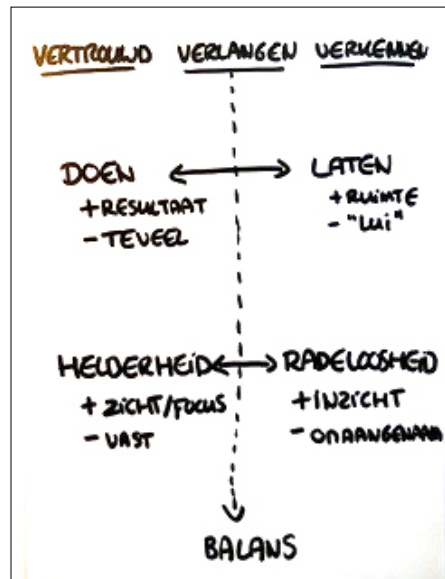 VERTROUWD VERLANGEN VERKENNEN
DOEN LATEN
+ RESULTAAT + RUIMTE
- TEVEEL - "LUI"
HELDERHEID RADELOOSHEID
+ ZICHT/FOCUS + INZICHT
- VAST - ONAANGENAAM
BALANS